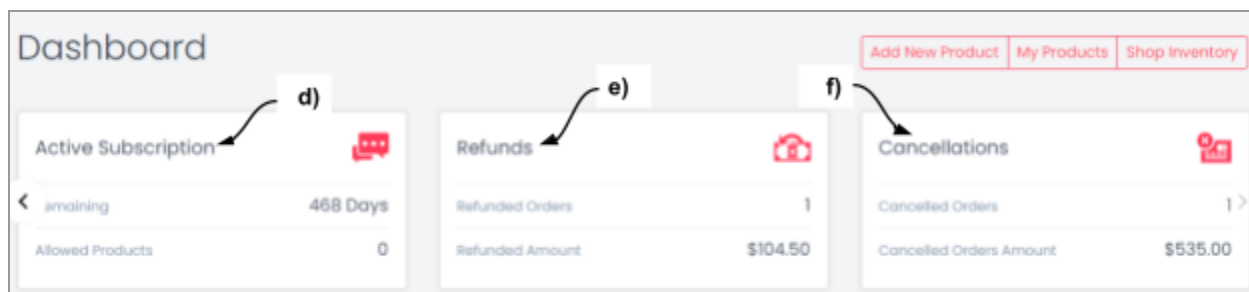 Dashboard
Add New Product My Products Shop Inventory
d) e) f)
Active Subscription Refunds Cancellations
emaining 468 Days Refunded Orders 1 Cancelled Orders 1
Allowed Products 0 Refunded Amount $104.50 Cancelled Orders Amount $535.00